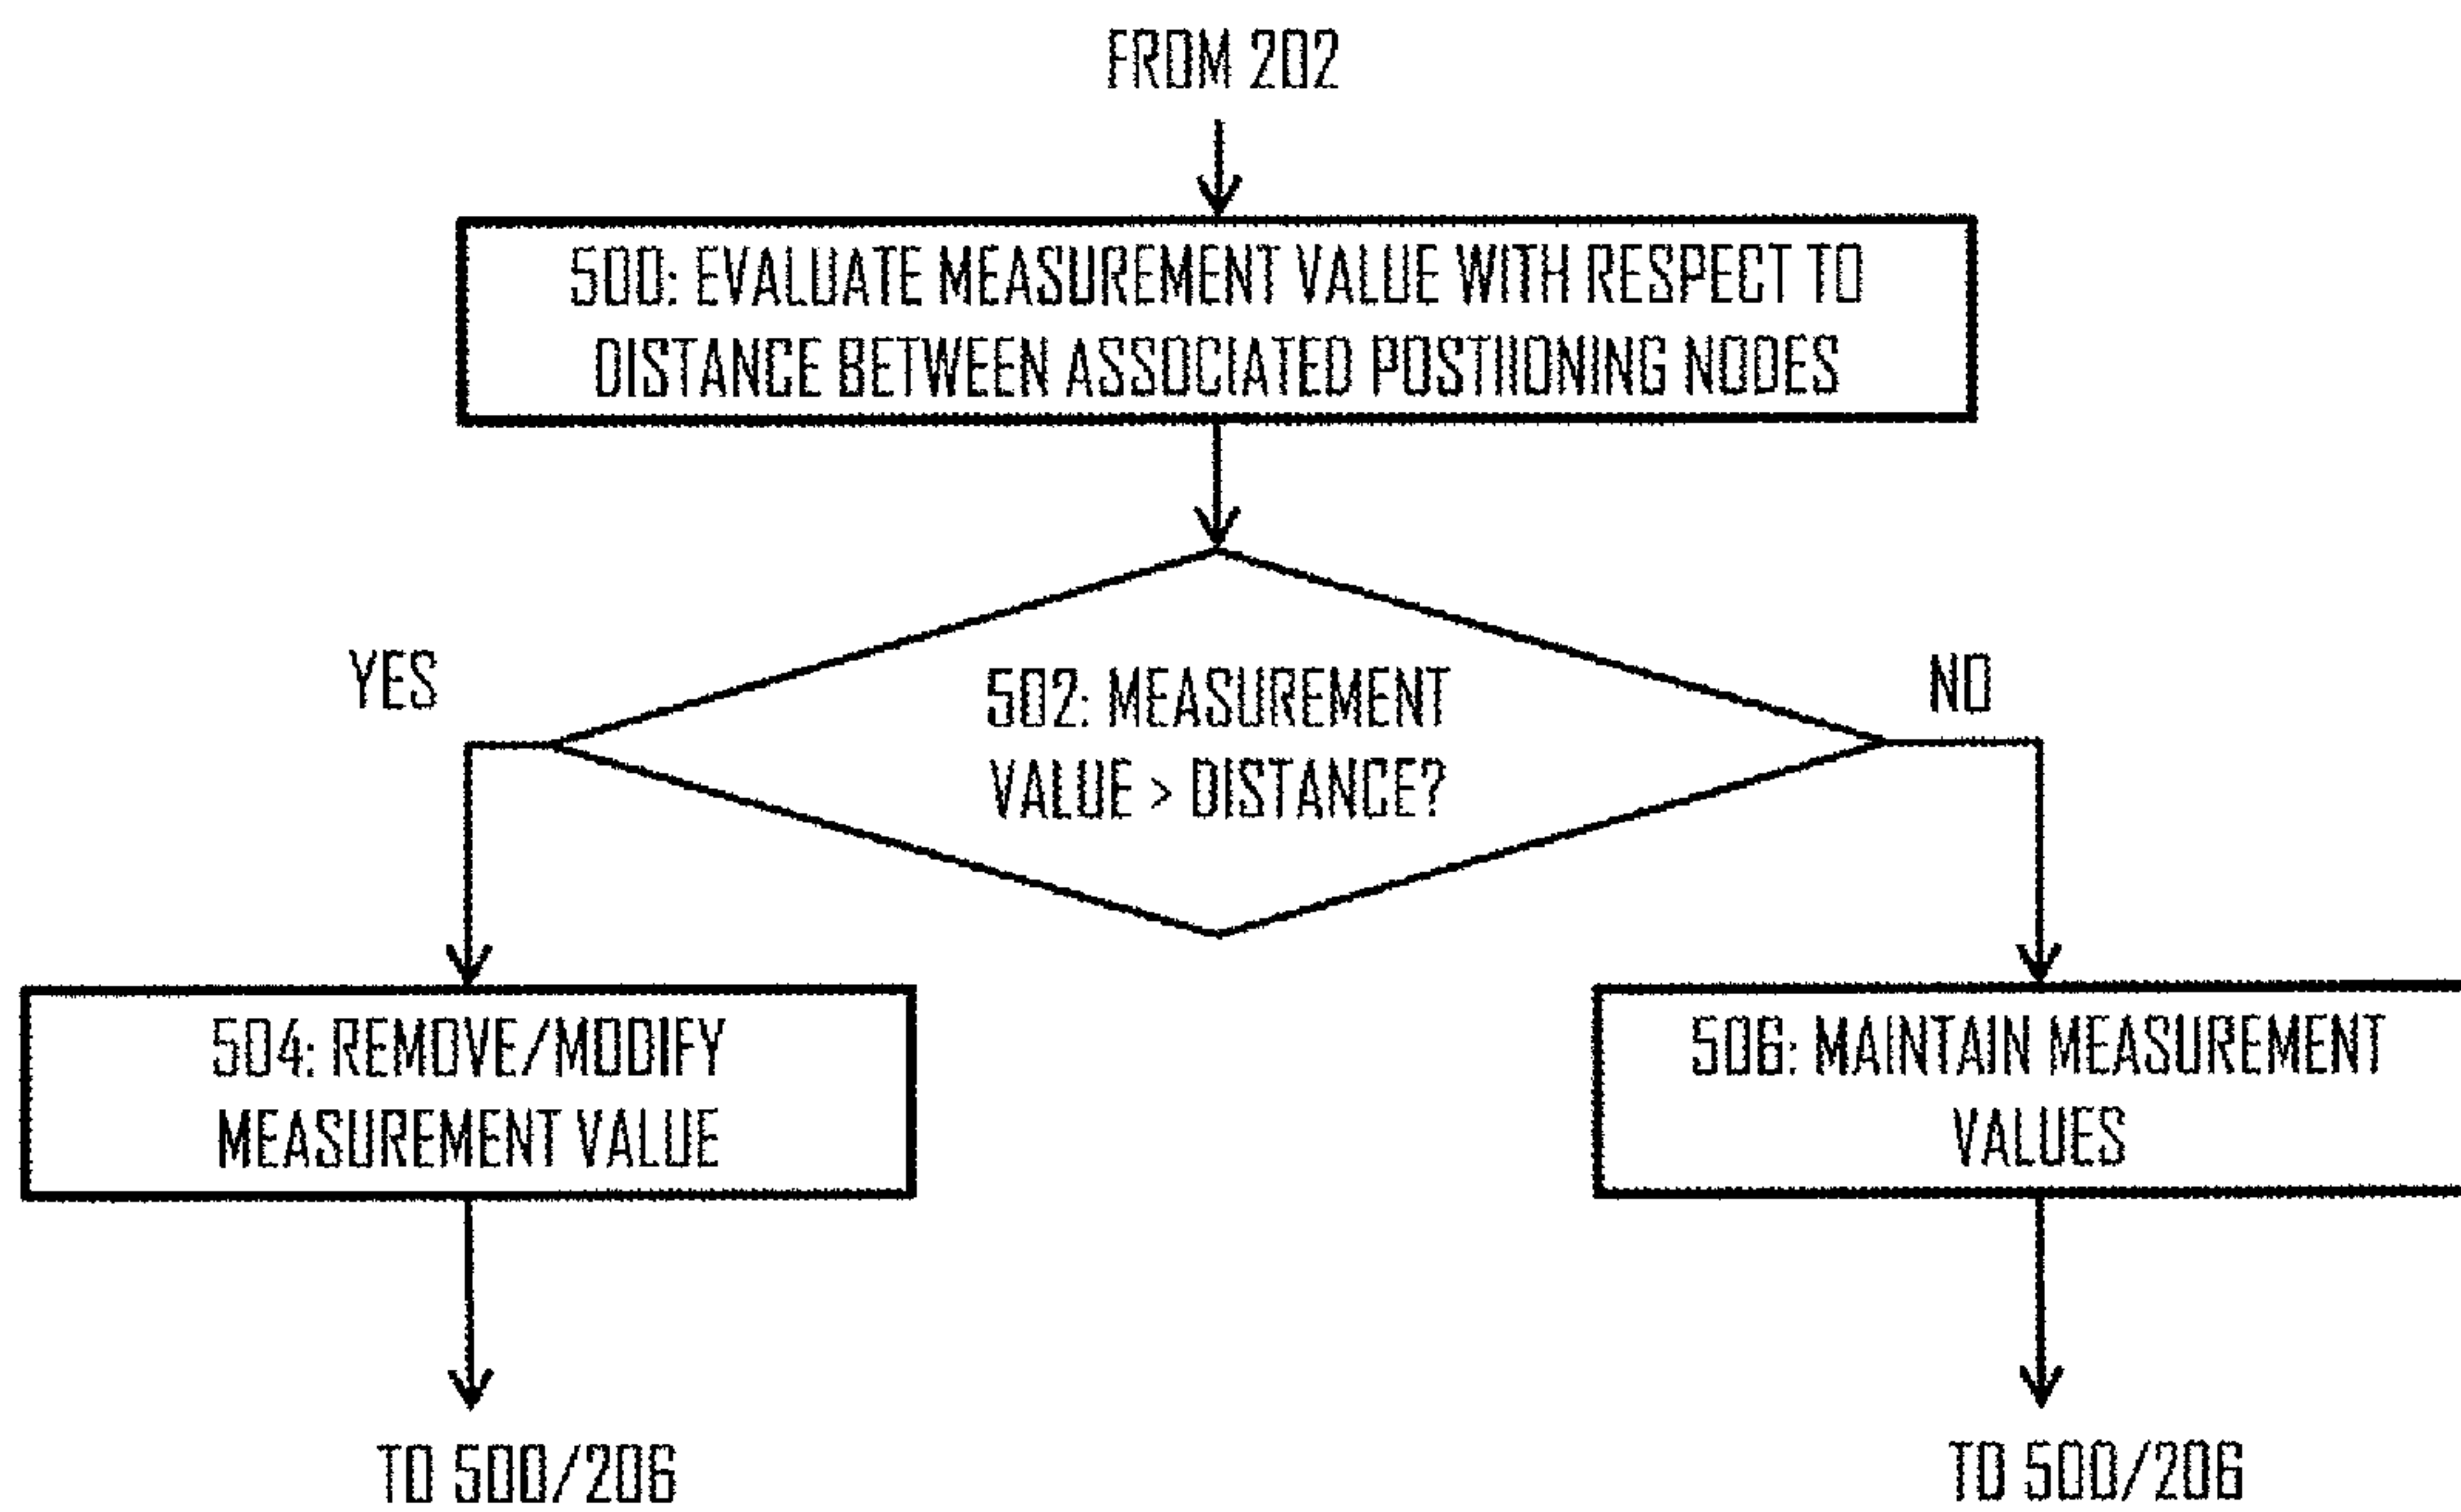 FROM 202
500: EVALUATE MEASUREMENT VALUE WITH RESPECT TO
DISTANCE BETWEEN ASSOCIATED POSTIIONING NODES
YES
502: MEASUREMENT
VALUE > DISTANCE?
NO
504: REMOVE/MODIFY
MEASUREMENT VALUE
506: MAINTAIN MEASUREMENT
VALUES
TO 500/206
TO 500/206